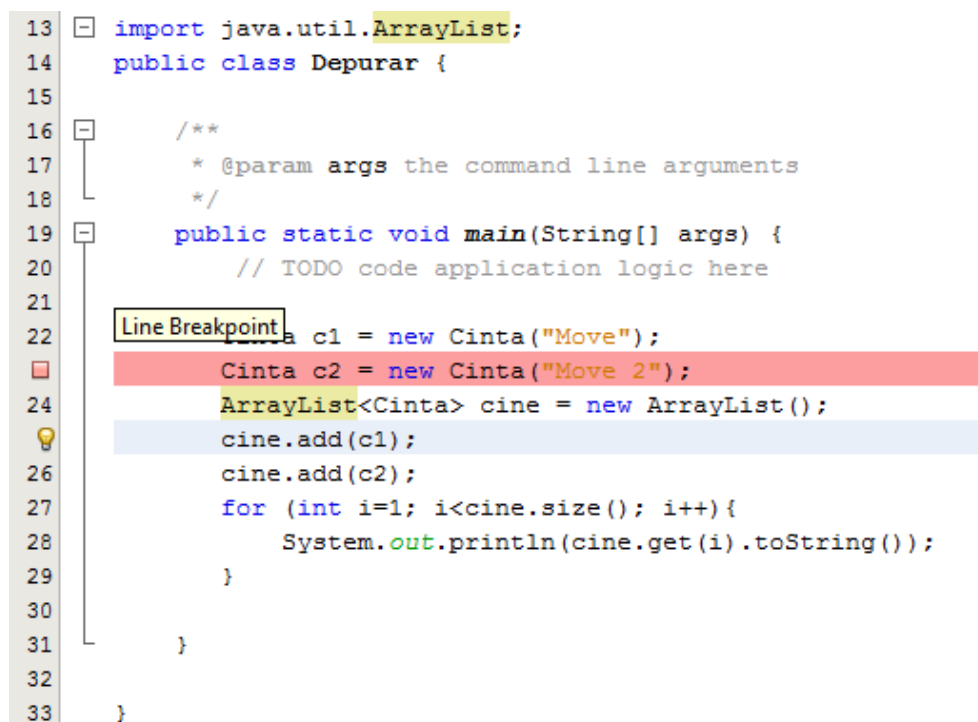 13 import java.util.ArrayList;
14 public class Depurar {
15
16 /**
17 * @param args the command line arguments
18 */
19 public static void main(String[] args) {
20 // TODO code application logic here
21
Line Breakpoint
22 c1 = new Cinta("Move");
Cinta c2 = new Cinta("Move 2");
24 ArrayList<Cinta> cine = new ArrayList();
cine.add(c1);
26 cine.add(c2);
27 for (int i=1; i<cine.size(); i++){
28 System.out.println(cine.get(i).toString());
29 }
30
31 }
32
33 }